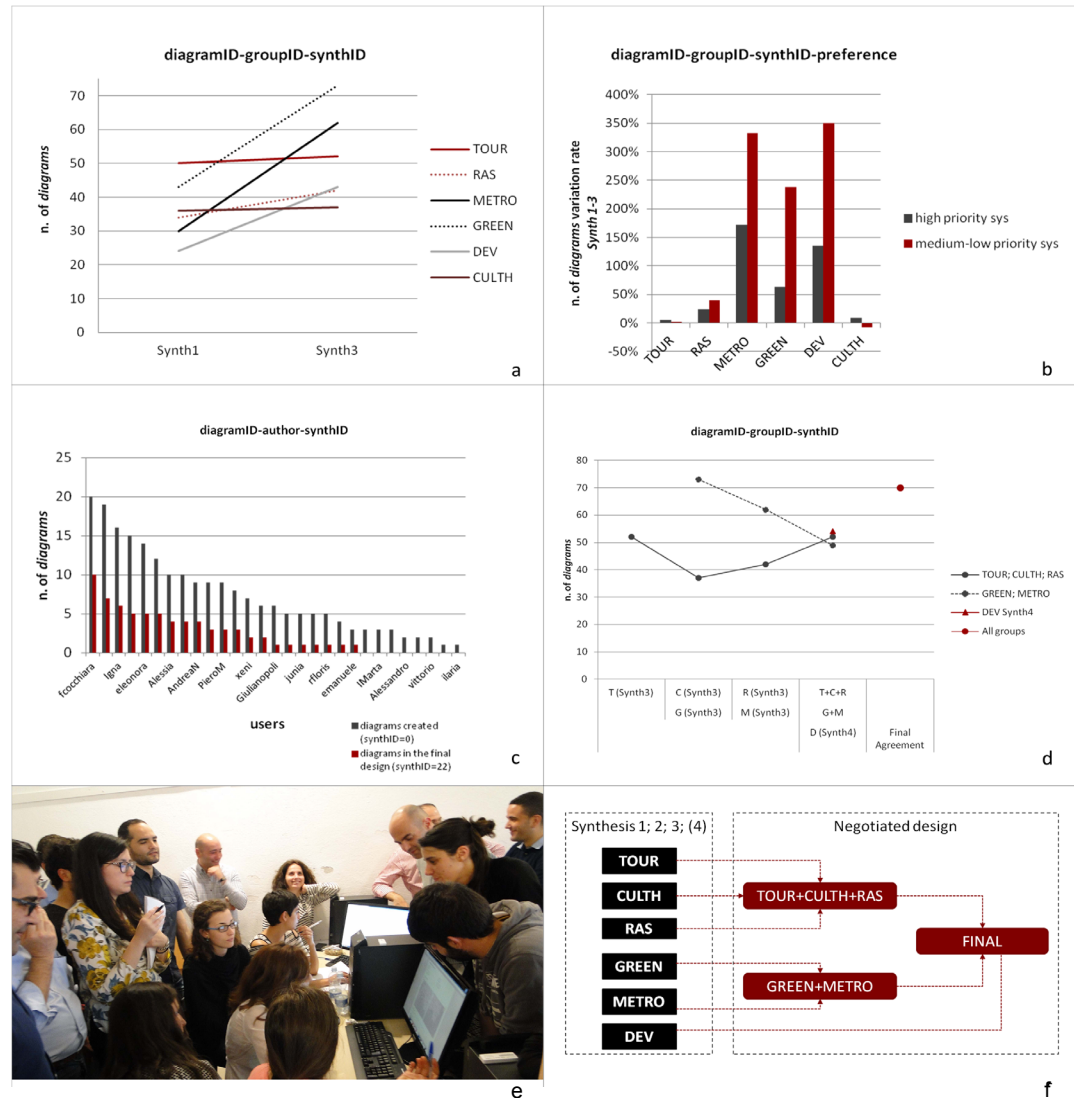 diagramID-groupID-synthID
n. of diagrams
70
60
50
40
30
20
10
0
Synth1
Synth3
TOUR
RAS
METRO
GREEN
DEV
CULTH
a
diagramID-groupID-synthID-preference
n. of diagrams variation rate
Synth 1-3
400%
350%
300%
250%
200%
150%
100%
50%
0%
-50%
TOUR
RAS
METRO
GREEN
DEV
CULTH
high priority sys
medium-low priority sys
b
diagramID-author-synthID
n. of diagrams
25
20
15
10
5
0
fcocchiara
Igna
eleonora
Alessia
AndreaN
PieroM
xeni
Giulianopoli
junia
rfloris
emanuele
IMarta
Alessandro
vittorio
ilaria
users
diagrams created
(synthID=0)
diagrams in the final
design (synthID=22)
c
diagramID-groupID-synthID
n. of diagrams
80
70
60
50
40
30
20
10
0
T (Synth3)
C (Synth3)
R (Synth3)
T+C+R
G (Synth3)
M (Synth3)
G+M
D (Synth4)
Final
Agreement
TOUR; CULTH; RAS
GREEN; METRO
DEV Synth4
All groups
d
e
Synthesis 1; 2; 3; (4)
Negotiated design
TOUR
CULTH
RAS
GREEN
METRO
DEV
TOUR+CULTH+RAS
GREEN+METRO
FINAL
f